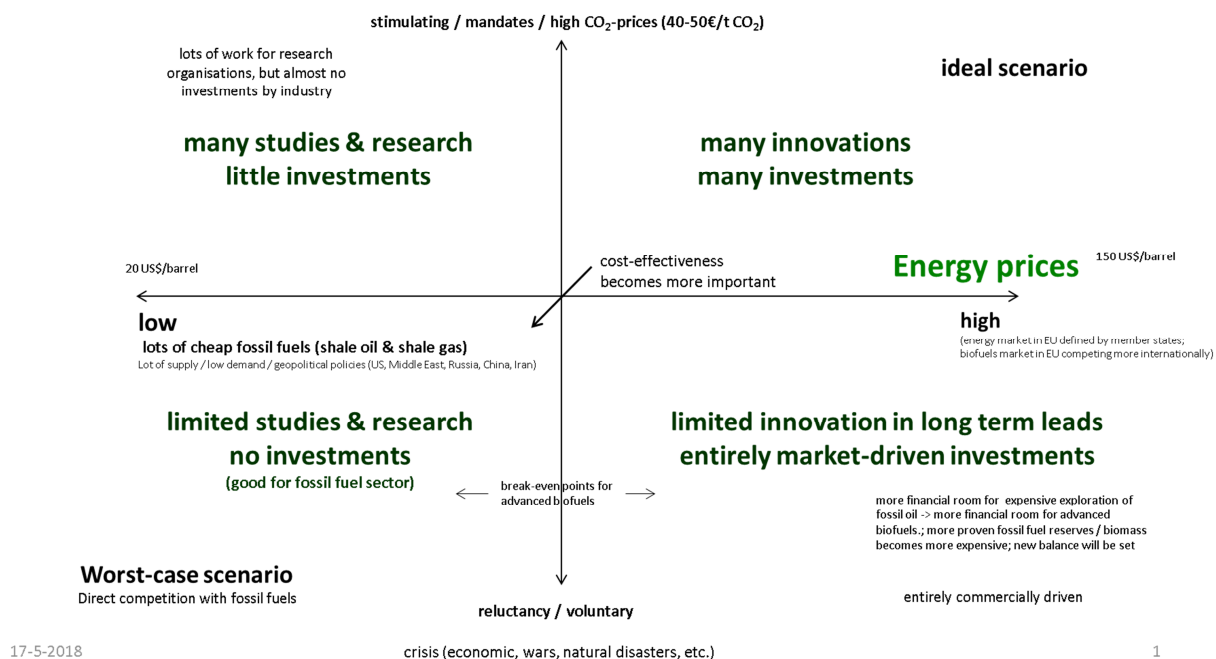 stimulating / mandates / high CO₂-prices (40-50€/t CO₂)
lots of work for research
organisations, but almost no
investments by industry
ideal scenario
many studies & research
little investments
many innovations
many investments
20 US$/barrel
cost-effectiveness
becomes more important
Energy prices
150 US$/barrel
low
lots of cheap fossil fuels (shale oil & shale gas)
Lot of supply / low demand / geopolitical policies (US, Middle East, Russia, China, Iran)
high
(energy market in EU defined by member states;
biofuels market in EU competing more internationally)
limited studies & research
no investments
(good for fossil fuel sector)
limited innovation in long term leads
entirely market-driven investments
break-even points for
advanced biofuels
more financial room for expensive exploration of
fossil oil -> more financial room for advanced
biofuels.; more proven fossil fuel reserves / biomass
becomes more expensive; new balance will be set
Worst-case scenario
Direct competition with fossil fuels
reluctancy / voluntary
entirely commercially driven
17-5-2018
crisis (economic, wars, natural disasters, etc.)
1